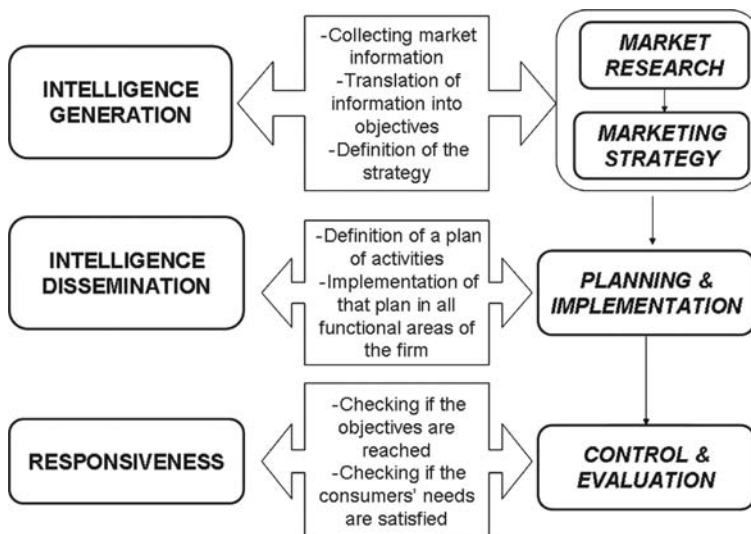 INTELLIGENCE
GENERATION
-Collecting market
information
-Translation of
information into
objectives
-Definition of the
strategy
MARKET
RESEARCH
MARKETING
STRATEGY
INTELLIGENCE
DISSEMINATION
-Definition of a plan
of activities
-Implementation of
that plan in all
functional areas of
the firm
PLANNING &
IMPLEMENTATION
RESPONSIVENESS
-Checking if the
objectives are
reached
-Checking if the
consumers' needs
are satisfied
CONTROL &
EVALUATION